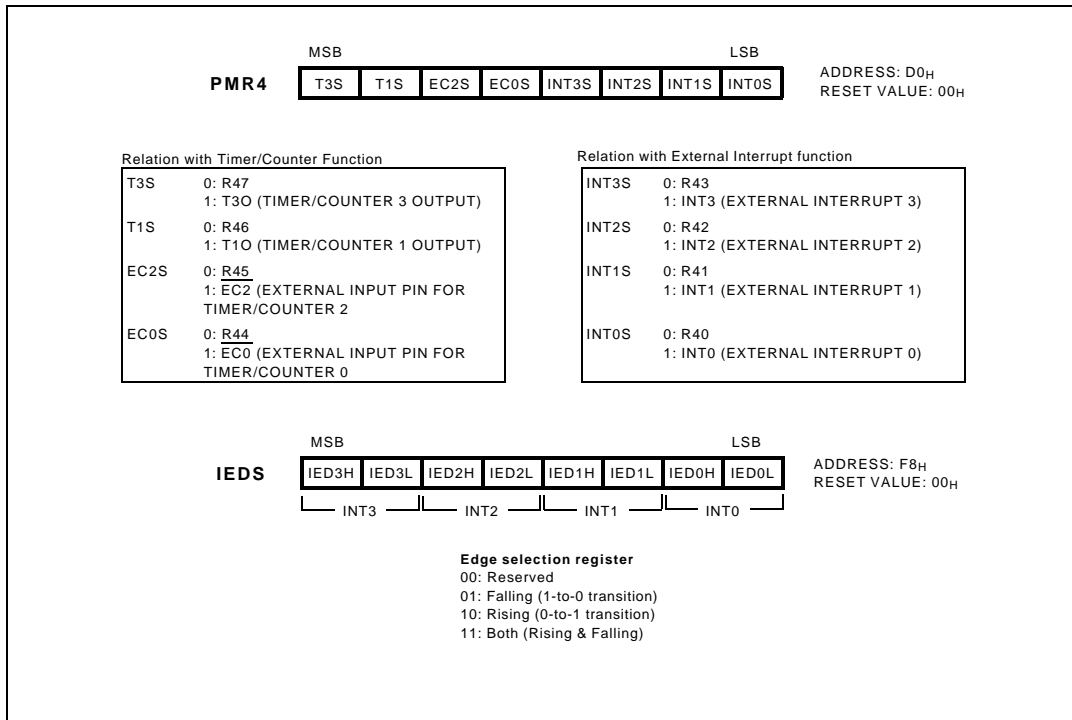 MSB LSB
PMR4 T3S T1S EC2S EC0S INT3S INT2S INT1S INT0S
ADDRESS: D0H
RESET VALUE: 00H
Relation with Timer/Counter Function
T3S 0: R47
1: T3O (TIMER/COUNTER 3 OUTPUT)
T1S 0: R46
1: T1O (TIMER/COUNTER 1 OUTPUT)
EC2S 0: R45
1: EC2 (EXTERNAL INPUT PIN FOR
TIMER/COUNTER 2
EC0S 0: R44
1: EC0 (EXTERNAL INPUT PIN FOR
TIMER/COUNTER 0
Relation with External Interrupt function
INT3S 0: R43
1: INT3 (EXTERNAL INTERRUPT 3)
INT2S 0: R42
1: INT2 (EXTERNAL INTERRUPT 2)
INT1S 0: R41
1: INT1 (EXTERNAL INTERRUPT 1)
INT0S 0: R40
1: INT0 (EXTERNAL INTERRUPT 0)
MSB LSB
IEDS IED3H IED3L IED2H IED2L IED1H IED1L IED0H IED0L
ADDRESS: F8H
RESET VALUE: 00H
INT3 INT2 INT1 INT0
Edge selection register
00: Reserved
01: Falling (1-to-0 transition)
10: Rising (0-to-1 transition)
11: Both (Rising & Falling)